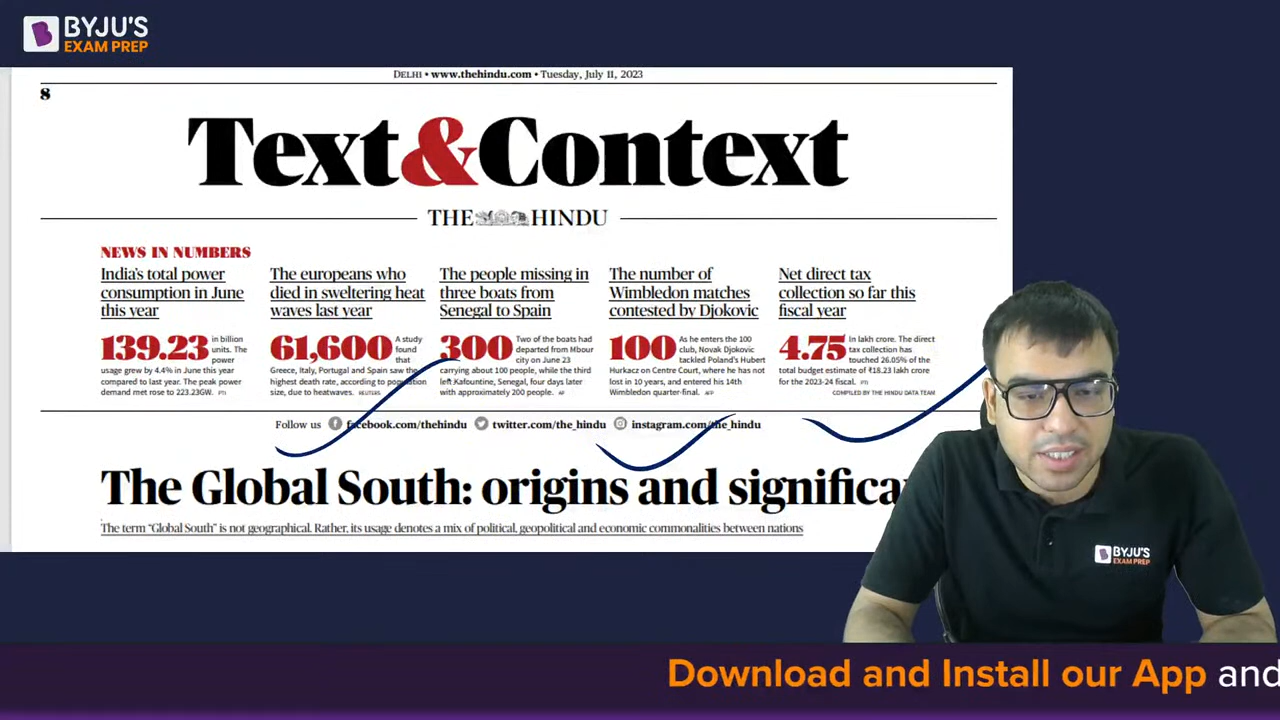 BYJU'S
EXAM PREP
DELHI • www.thehindu.com • Tuesday, July 11, 2023
8
Text&Context
THE HINDU
NEWS IN NUMBERS
India's total power
consumption in June
this year
139.23 in billion
units. The
power
usage grew by 4.4% in June this year
compared to last year. The peak power
demand met rose to 223.23GW. PTI
The europeans who
died in sweltering heat
waves last year
61,600 A study
found
that
Greece, Italy, Portugal and Spain saw the
highest death rate, according to population
size, due to heatwaves. REUTERS
The people missing in
three boats from
Senegal to Spain
300 Two of the boats had
departed from Mbour
city on June 23
carrying about 100 people, while the third
left Kafountine, Senegal, four days later
with approximately 200 people. AP
The number of
Wimbledon matches
contested by Djokovic
100 As he enters the 100
club, Novak Djokovic
tackled Poland's Hubert
Hurkacz on Centre Court, where he has not
lost in 10 years, and entered his 14th
Wimbledon quarter-final. AFP
Net direct tax
collection so far this
fiscal year
4.75 In lakh crore. The direct
tax collection has
touched 26.05% of the
total budget estimate of ₹18.23 lakh crore
for the 2023-24 fiscal. PTI
COMPILED BY THE HINDU DATA TEAM
Follow us facebook.com/thehindu twitter.com/the_hindu instagram.com/the_hindu
The Global South: origins and significa
The term "Global South" is not geographical. Rather, its usage denotes a mix of political, geopolitical and economic commonalities between nations
BYJU'S
EXAM PREP
Download and Install our App and